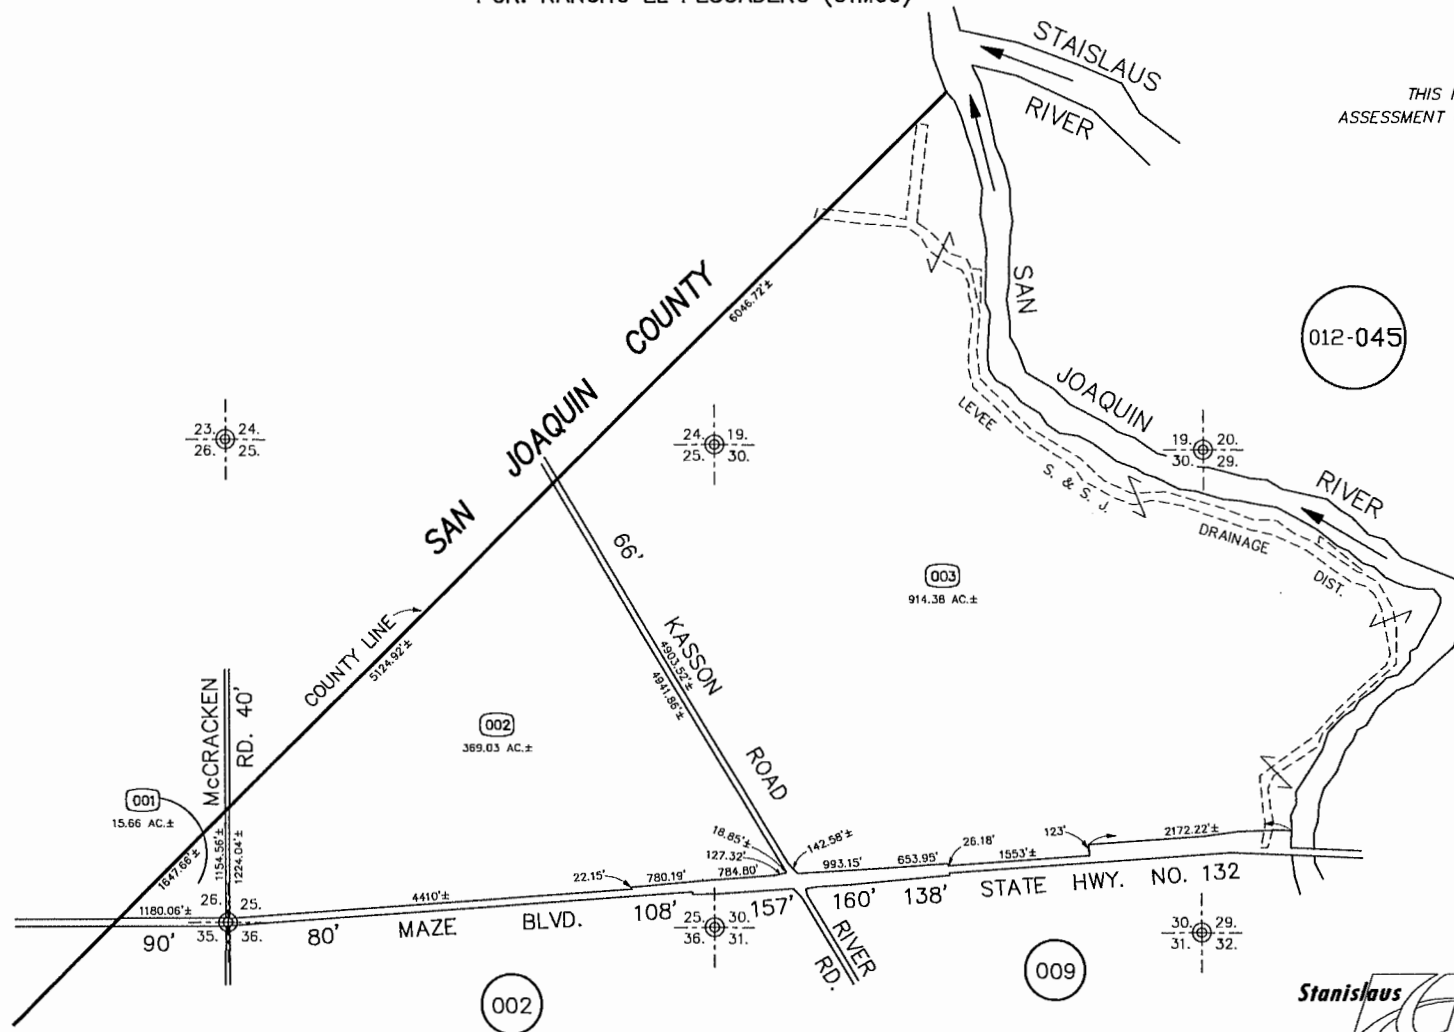 POR. RANCHO EL PESCADERO (GRIMES)
STAISLAUS
RIVER
THIS
ASSESSMENT
SAN
JOAQUIN
RIVER
012-045
SAN JOAQUIN COUNTY
6046.72'±
23. 24.
26. 25.
24. 19.
25. 30.
19. 20.
30. 29.
LEVEE
S. & S. J.
DRAINAGE
DIST.
66'
KASSON
ROAD
4903.52'±
4941.86'±
003
914.38 AC.±
COUNTY LINE
5124.92'±
McCRACKEN
RD. 40'
002
369.03 AC.±
001
15.66 AC.±
1647.66'±
1154.56'±
1224.04'±
18.85'±
142.58'±
127.32'
26.18'
123'
2172.22'±
22.15'
780.19'
784.80'
993.15'
653.95'
1553'±
1180.06'±
4410'±
26. 25.
35. 36.
90'
80'
MAZE BLVD.
108'
157'
160'
138'
STATE HWY. NO. 132
25. 30.
36. 31.
RIVER
RD.
30. 29.
31. 32.
002
009
Stanislaus